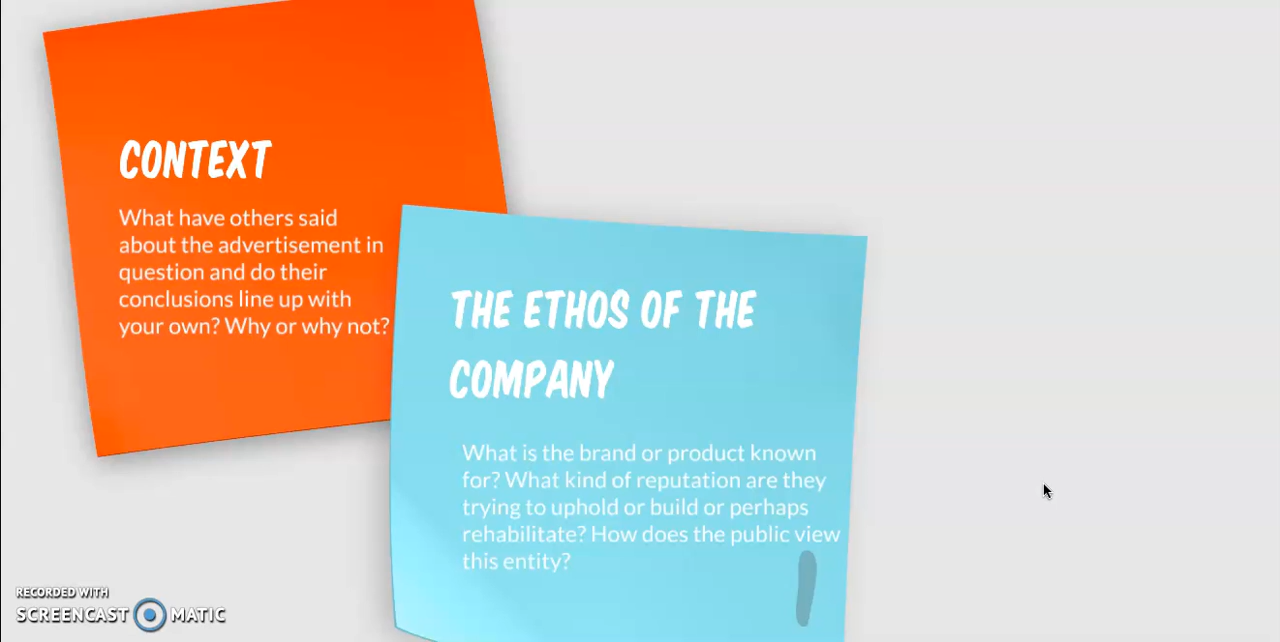 CONTEXT
What have others said
about the advertisement in
question and do their
conclusions line up with
your own? Why or why not?
THE ETHOS OF THE
COMPANY
What is the brand or product known
for? What kind of reputation are they
trying to uphold or build or perhaps
rehabilitate? How does the public view
this entity?
RECORDED WITH
SCREENCAST MATIC